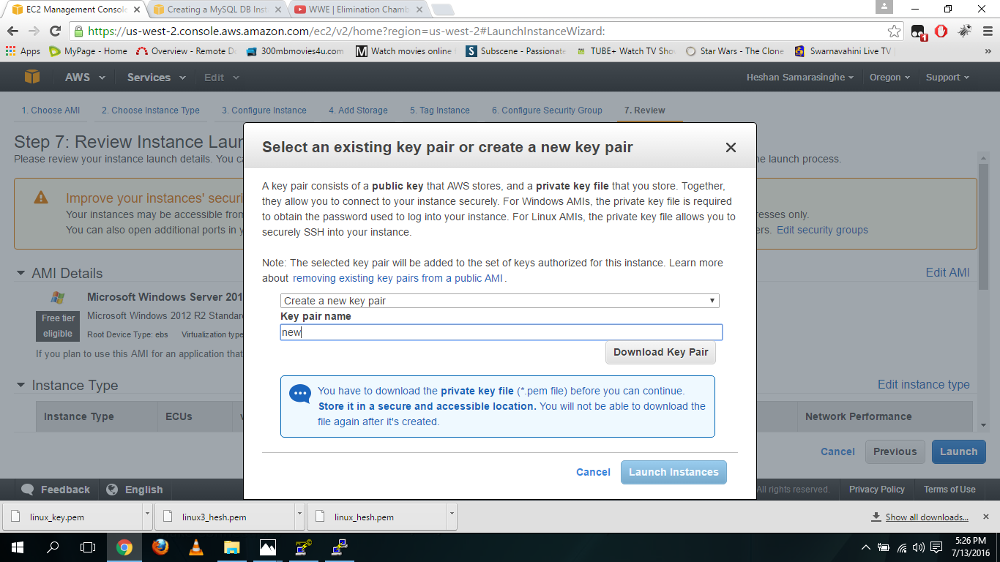 EC2 Management Console
Creating a MySQL DB Inst
WWE | Elimination Chamb
https://us-west-2.console.aws.amazon.com/ec2/v2/home?region=us-west-2#LaunchInstanceWizard:
1
Apps
MyPage - Home
Overview - Remote D
300mbmovies4u.com
Watch movies online
Subscene - Passionate
TUBE+ Watch TV Sho
Star Wars - The Clone
Swarnavahini Live TV
AWS
Services
Edit
Heshan Samarasinghe
Oregon
Support
1. Choose AMI
2. Choose Instance Type
3. Configure Instance
4. Add Storage
5. Tag Instance
6. Configure Security Group
7. Review
Step 7: Review Instance Laun
Please review your instance launch details. You ca
he launch process.
Improve your instances' securi
Your instances may be accessible from
resses only.
You can also open additional ports in y
ers. Edit security groups
AMI Details
Edit AMI
Microsoft Windows Server 201
Free tier
eligible
Microsoft Windows 2012 R2 Standar
Root Device Type: ebs
Virtualization type
If you plan to use this AMI for an application that
Instance Type
Edit instance type
Instance Type
ECUs
Network Performance
Select an existing key pair or create a new key pair
A key pair consists of a public key that AWS stores, and a private key file that you store. Together,
they allow you to connect to your instance securely. For Windows AMIs, the private key file is required
to obtain the password used to log into your instance. For Linux AMIs, the private key file allows you to
securely SSH into your instance.
Note: The selected key pair will be added to the set of keys authorized for this instance. Learn more
about removing existing key pairs from a public AMI .
Create a new key pair
Key pair name
new
Download Key Pair
You have to download the private key file (*.pem file) before you can continue.
Store it in a secure and accessible location. You will not be able to download the
file again after it's created.
Cancel
Launch Instances
Cancel
Previous
Launch
Feedback
English
All rights reserved.
Privacy Policy
Terms of Use
linux_key.pem
linux3_hesh.pem
linux_hesh.pem
Show all downloads...
5:26 PM
7/13/2016